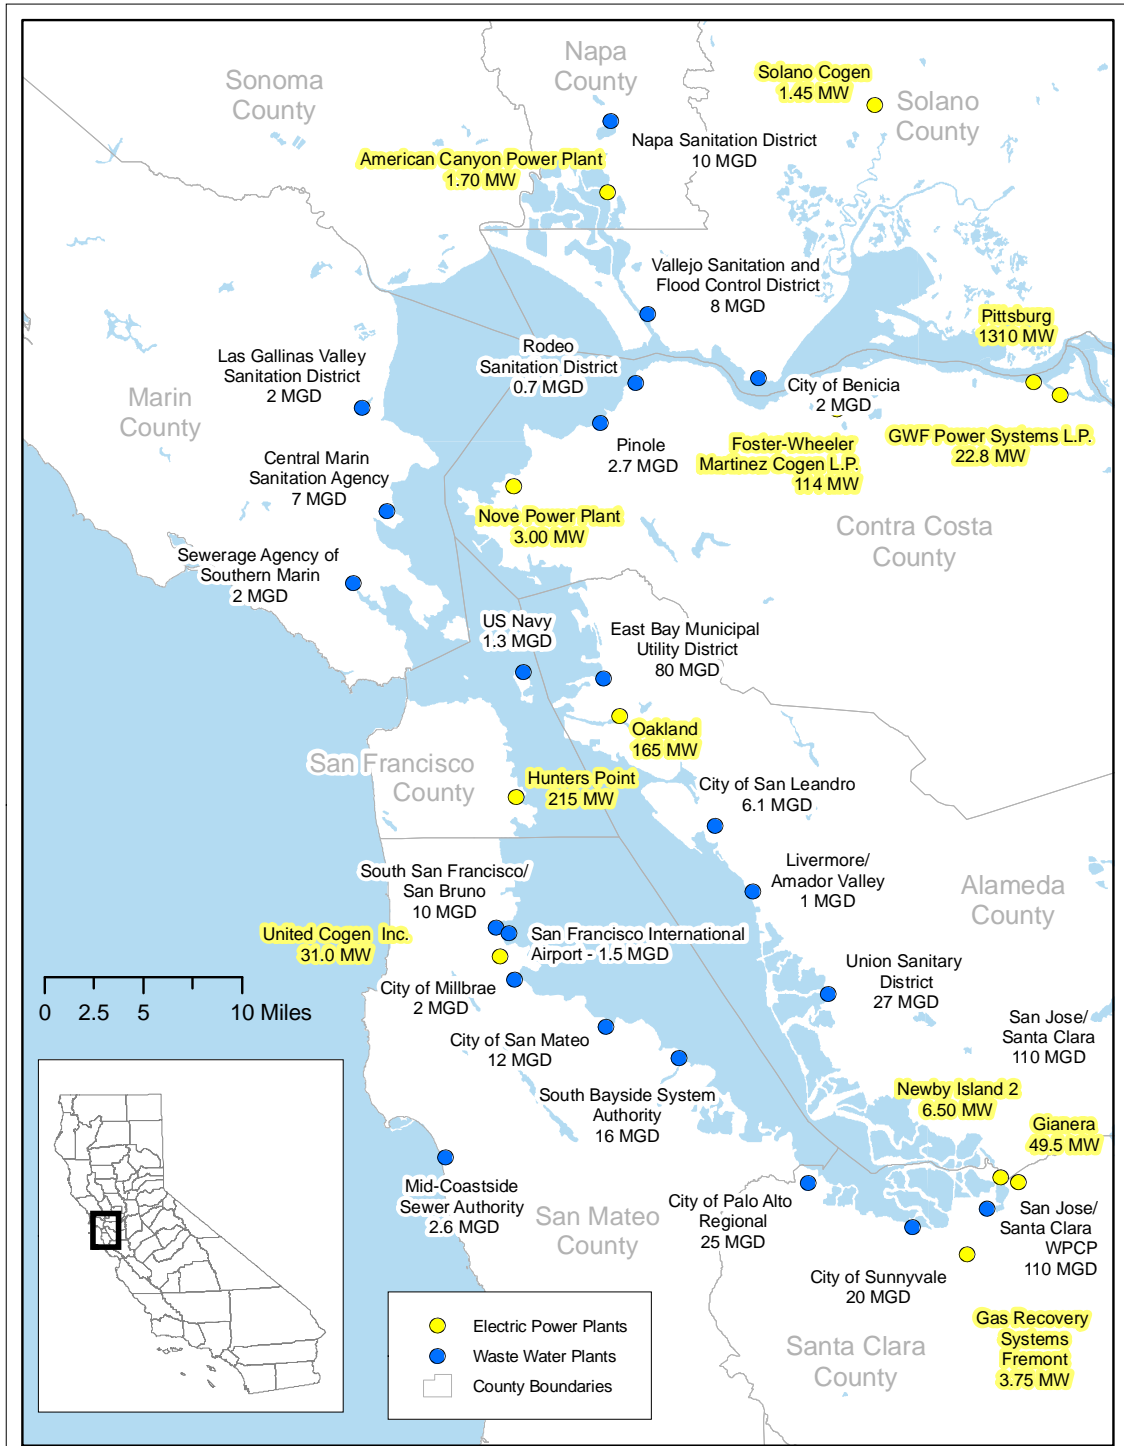 Napa
County
Sonoma
County
Solano Cogen
1.45 MW
Solano
County
Napa Sanitation District
10 MGD
American Canyon Power Plant
1.70 MW
Vallejo Sanitation and
Flood Control District
8 MGD
Pittsburg
1310 MW
Rodeo
Sanitation District
0.7 MGD
Las Gallinas Valley
Sanitation District
2 MGD
City of Benicia
2 MGD
Marin
County
Foster-Wheeler
Martinez Cogen L.P.
114 MW
GWF Power Systems L.P.
22.8 MW
Pinole
2.7 MGD
Central Marin
Sanitation Agency
7 MGD
Nove Power Plant
3.00 MW
Contra Costa
County
Sewerage Agency of
Southern Marin
2 MGD
US Navy
1.3 MGD
East Bay Municipal
Utility District
80 MGD
Oakland
165 MW
San Francisco
County
Hunters Point
215 MW
City of San Leandro
6.1 MGD
South San Francisco/
San Bruno
10 MGD
Livermore/
Amador Valley
1 MGD
Alameda
County
United Cogen Inc.
31.0 MW
San Francisco International
Airport - 1.5 MGD
Union Sanitary
District
27 MGD
City of Millbrae
2 MGD
0 2.5 5 10 Miles
San Jose/
Santa Clara
110 MGD
City of San Mateo
12 MGD
South Bayside System
Authority
16 MGD
Newby Island 2
6.50 MW
Gianera
49.5 MW
Mid-Coastside
Sewer Authority
2.6 MGD
San Mateo
County
City of Palo Alto
Regional
25 MGD
San Jose/
Santa Clara
WPCP
110 MGD
City of Sunnyvale
20 MGD
Gas Recovery
Systems
Fremont
3.75 MW
Santa Clara
County
Electric Power Plants
Waste Water Plants
County Boundaries